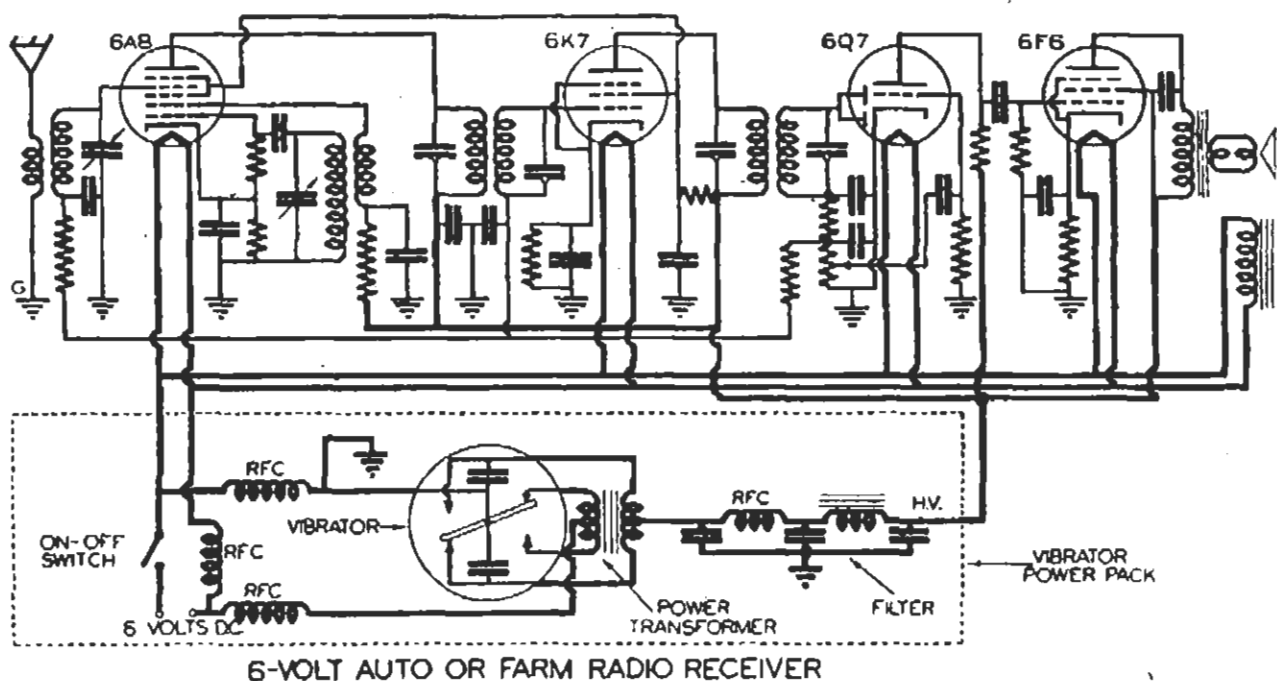 6A8
6K7
6Q7
6F6
G
RFC
VIBRATOR
RFC
H.V.
ON-OFF
SWITCH
RFC
RFC
6 VOLTS DC
POWER
TRANSFORMER
FILTER
VIBRATOR
POWER PACK
6-VOLT AUTO OR FARM RADIO RECEIVER